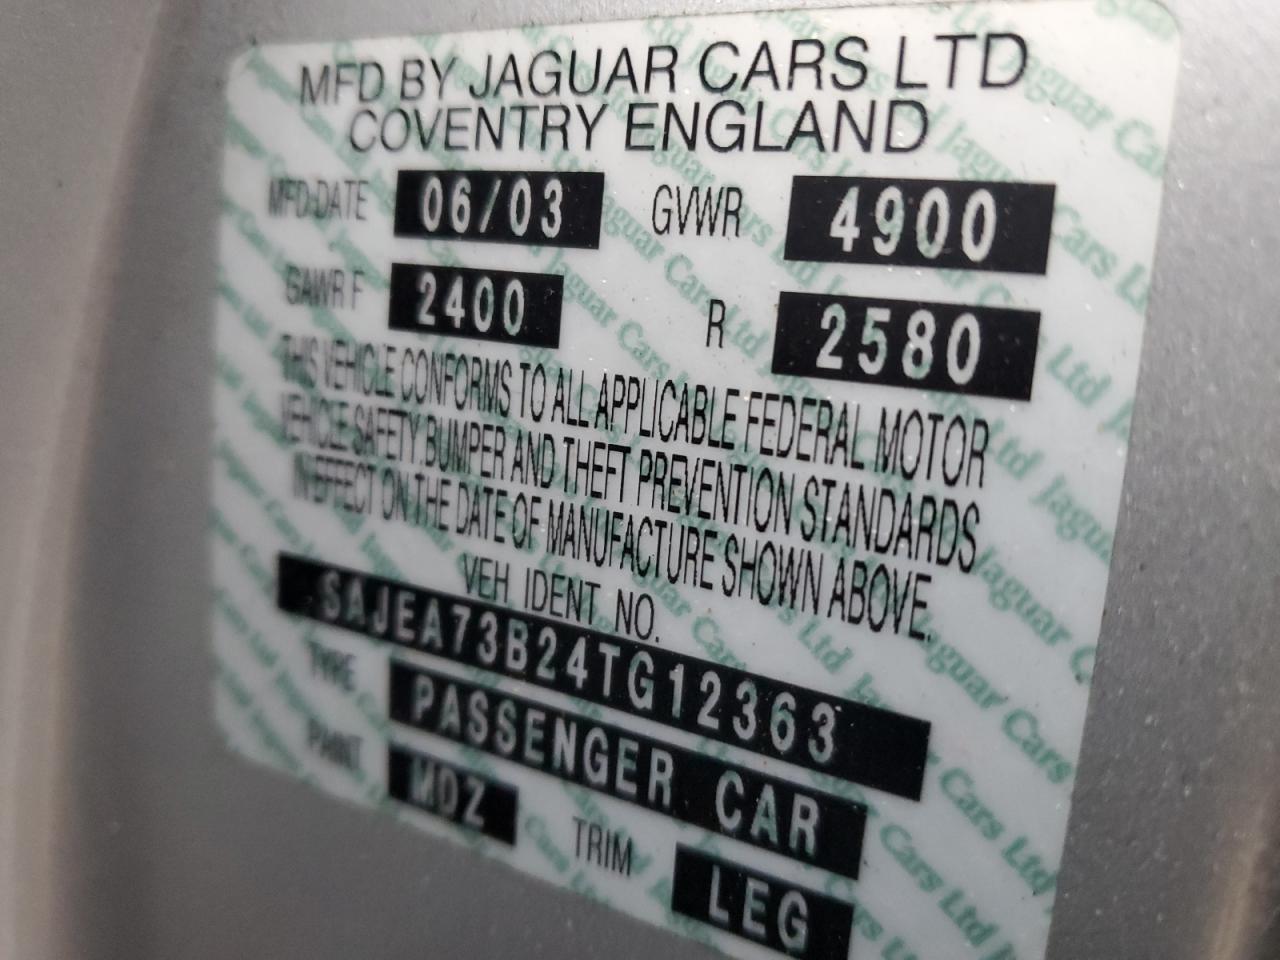 MFD BY JAGUAR CARS LTD
COVENTRY ENGLAND
MFD-DATE 06/03 GVWR 4900
GAWR F 2400 R 2580
THIS VEHICLE CONFORMS TO ALL APPLICABLE FEDERAL MOTOR
VEHICLE SAFETY, BUMPER AND THEFT PREVENTION STANDARDS
IN EFFECT ON THE DATE OF MANUFACTURE SHOWN ABOVE.
VEH IDENT NO.
SAJEA73B24TG12363
TYPE PASSENGER CAR
PAINT MDZ TRIM LEG